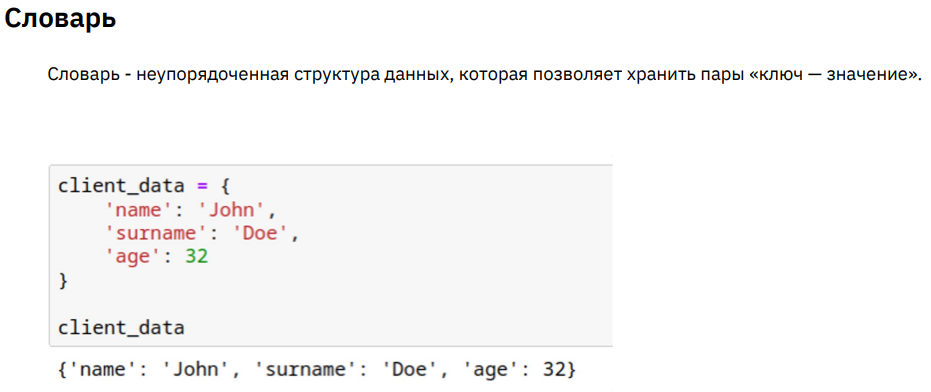 Словарь
Словарь - неупорядоченная структура данных, которая позволяет хранить пары «ключ — значение».
client_data = {
    'name': 'John',
    'surname': 'Doe',
    'age': 32
}
client_data
{'name': 'John', 'surname': 'Doe', 'age': 32}